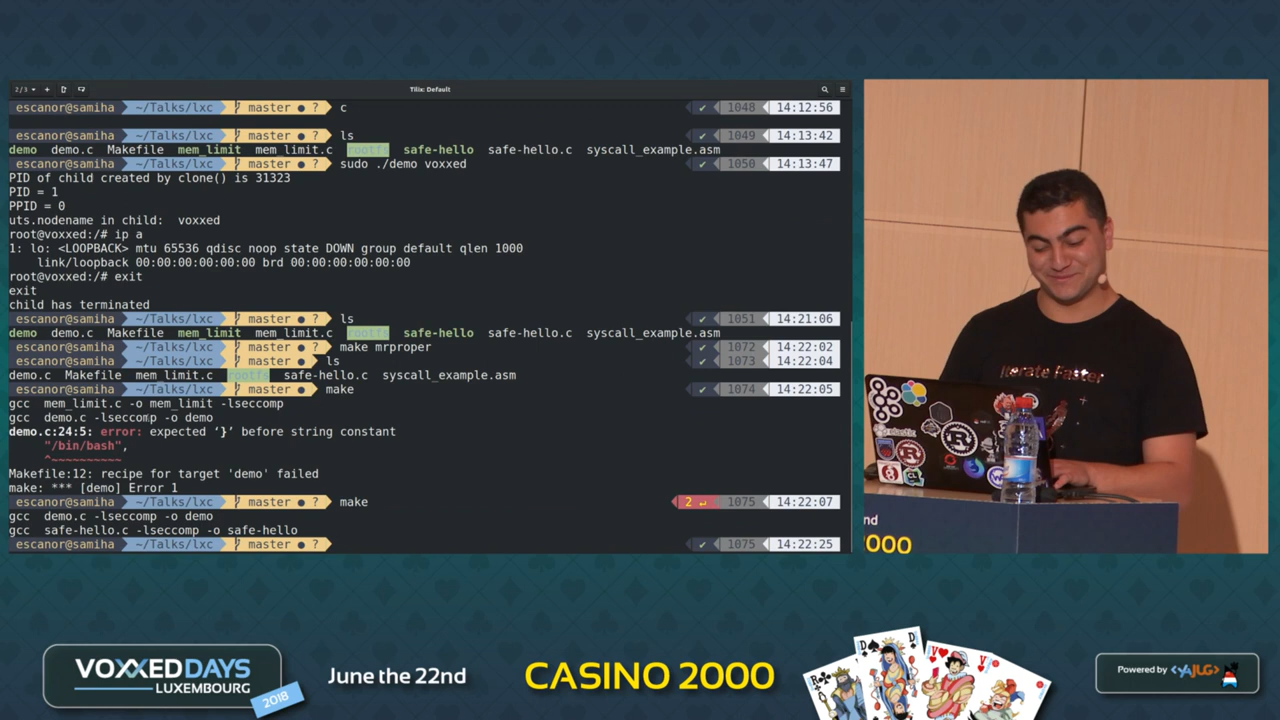 2/3 Tilix: Default
escanor@samiha ~/Talks/lxc master ● ? c ✔ 1048 14:12:56
escanor@samiha ~/Talks/lxc master ● ? ls ✔ 1049 14:13:42
demo demo.c Makefile mem_limit mem_limit.c rootfs safe-hello safe-hello.c syscall_example.asm
escanor@samiha ~/Talks/lxc master ● ? sudo ./demo voxxed ✔ 1050 14:13:47
PID of child created by clone() is 31323
PID = 1
PPID = 0
uts.nodename in child: voxxed
root@voxxed:/# ip a
1: lo: <LOOPBACK> mtu 65536 qdisc noop state DOWN group default qlen 1000
link/loopback 00:00:00:00:00:00 brd 00:00:00:00:00:00
root@voxxed:/# exit
exit
child has terminated
escanor@samiha ~/Talks/lxc master ● ? ls ✔ 1051 14:21:06
demo demo.c Makefile mem_limit mem_limit.c rootfs safe-hello safe-hello.c syscall_example.asm
escanor@samiha ~/Talks/lxc master ● ? make mrproper ✔ 1072 14:22:02
escanor@samiha ~/Talks/lxc master ● ? ls ✔ 1073 14:22:04
demo.c Makefile mem_limit.c rootfs safe-hello.c syscall_example.asm
escanor@samiha ~/Talks/lxc master ● ? make ✔ 1074 14:22:05
gcc mem_limit.c -o mem_limit -lseccomp
gcc demo.c -lseccomp -o demo
demo.c:24:5: error: expected ‘}’ before string constant
"/bin/bash",
^~~~~~~~~~~
Makefile:12: recipe for target 'demo' failed
make: *** [demo] Error 1
escanor@samiha ~/Talks/lxc master ● ? make 2 ↵ 1075 14:22:07
gcc demo.c -lseccomp -o demo
gcc safe-hello.c -lseccomp -o safe-hello
escanor@samiha ~/Talks/lxc master ● ? ✔ 1075 14:22:25
Iterate Faster
nd
000
VOXXED DAYS
LUXEMBOURG
2018
June the 22nd
CASINO 2000
Powered by <YAJUG>